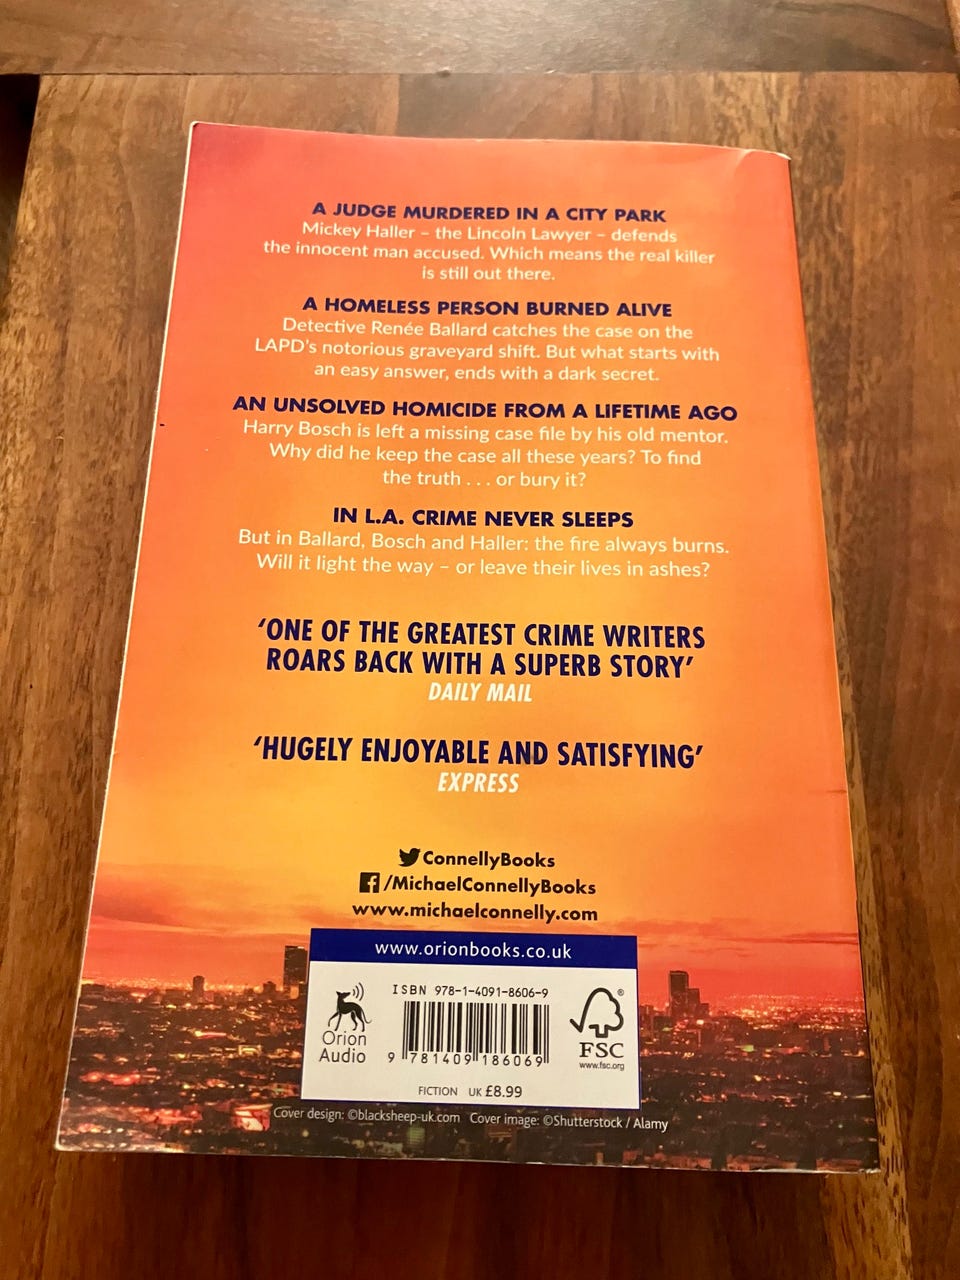 A JUDGE MURDERED IN A CITY PARK
Mickey Haller – the Lincoln Lawyer – defends
the innocent man accused. Which means the real killer
is still out there.
A HOMELESS PERSON BURNED ALIVE
Detective Renée Ballard catches the case on the
LAPD's notorious graveyard shift. But what starts with
an easy answer, ends with a dark secret.
AN UNSOLVED HOMICIDE FROM A LIFETIME AGO
Harry Bosch is left a missing case file by his old mentor.
Why did he keep the case all these years? To find
the truth . . . or bury it?
IN L.A. CRIME NEVER SLEEPS
But in Ballard, Bosch and Haller: the fire always burns.
Will it light the way – or leave their lives in ashes?
'ONE OF THE GREATEST CRIME WRITERS
ROARS BACK WITH A SUPERB STORY'
DAILY MAIL
'HUGELY ENJOYABLE AND SATISFYING'
EXPRESS
ConnellyBooks
/MichaelConnellyBooks
www.michaelconnelly.com
www.orionbooks.co.uk
ISBN 978-1-4091-8606-9
Orion
Audio
9 781409 186069
FSC
®
www.fsc.org
FICTION UK £8.99
Cover design: ©blacksheep-uk.com Cover image: ©Shutterstock / Alamy